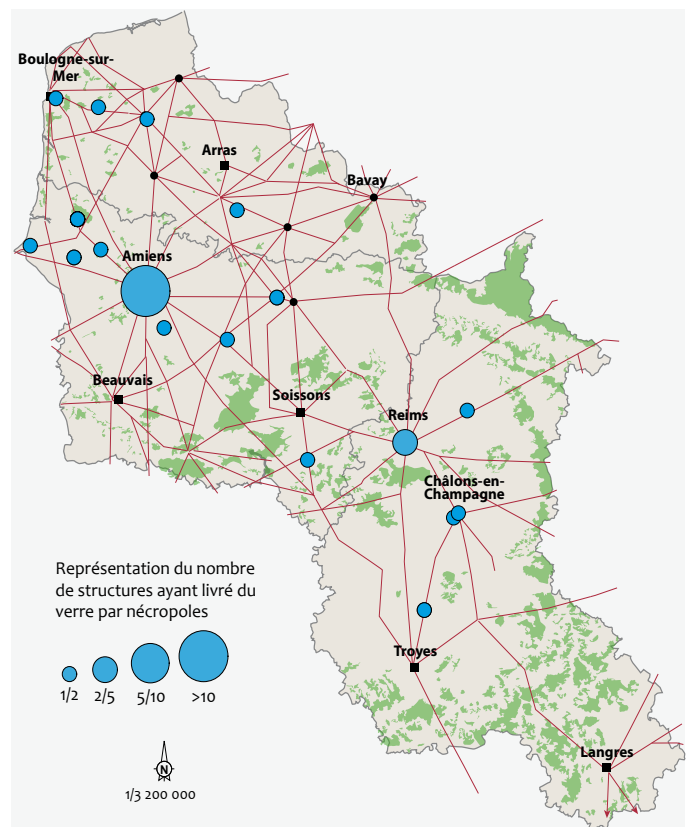 Boulogne-sur-
Mer
Arras
Bavay
Amiens
Beauvais
Soissons
Reims
Châlons-en-
Champagne
Troyes
Langres
Représentation du nombre
de structures ayant livré du
verre par nécropoles
1/2 2/5 5/10 >10
N
1/3 200 000